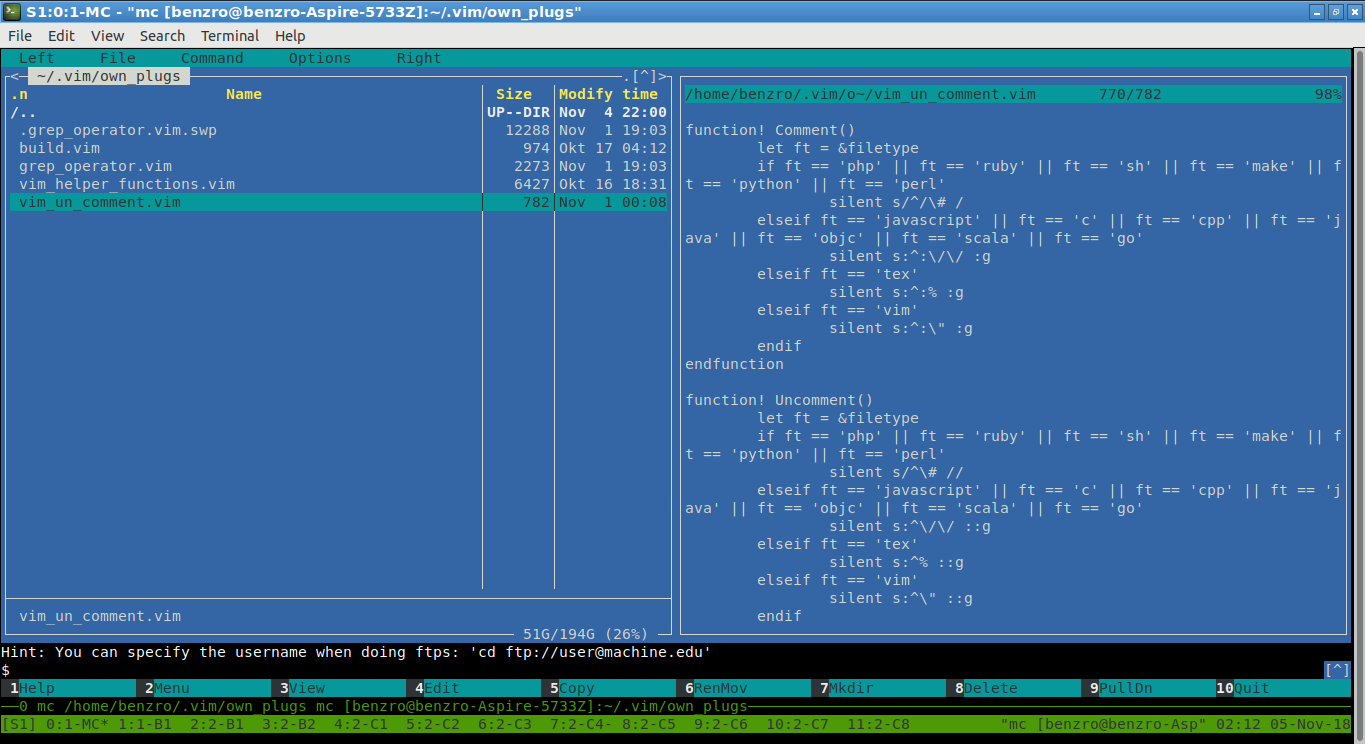 S1:0:1-MC - "mc [benzro@benzro-Aspire-5733Z]:~/.vim/own_plugs"
File Edit View Search Terminal Help
Left File Command Options Right
<─ ~/.vim/own_plugs .[^]>
.n Name Size Modify time
/.. UP--DIR Nov 4 22:00
.grep_operator.vim.swp 12288 Nov 1 19:03
build.vim 974 Okt 17 04:12
grep_operator.vim 2273 Nov 1 19:03
vim_helper_functions.vim 6427 Okt 16 18:31
vim_un_comment.vim 782 Nov 1 00:08
vim_un_comment.vim
51G/194G (26%)
/home/benzro/.vim/o~/vim_un_comment.vim 770/782 98%
function! Comment()
let ft = &filetype
if ft == 'php' || ft == 'ruby' || ft == 'sh' || ft == 'make' || f
t == 'python' || ft == 'perl'
silent s/^/\# /
elseif ft == 'javascript' || ft == 'c' || ft == 'cpp' || ft == 'j
ava' || ft == 'objc' || ft == 'scala' || ft == 'go'
silent s:^:\/\/ :g
elseif ft == 'tex'
silent s:^:% :g
elseif ft == 'vim'
silent s:^:\" :g
endif
endfunction
function! Uncomment()
let ft = &filetype
if ft == 'php' || ft == 'ruby' || ft == 'sh' || ft == 'make' || f
t == 'python' || ft == 'perl'
silent s/^\# //
elseif ft == 'javascript' || ft == 'c' || ft == 'cpp' || ft == 'j
ava' || ft == 'objc' || ft == 'scala' || ft == 'go'
silent s:^\/\/ ::g
elseif ft == 'tex'
silent s:^% ::g
elseif ft == 'vim'
silent s:^\" ::g
endif
Hint: You can specify the username when doing ftps: 'cd ftp://user@machine.edu'
$ [^]
1Help 2Menu 3View 4Edit 5Copy 6RenMov 7Mkdir 8Delete 9PullDn 10Quit
──0 mc /home/benzro/.vim/own_plugs mc [benzro@benzro-Aspire-5733Z]:~/.vim/own_plugs
[S1] 0:1-MC* 1:1-B1 2:2-B1 3:2-B2 4:2-C1 5:2-C2 6:2-C3 7:2-C4- 8:2-C5 9:2-C6 10:2-C7 11:2-C8 "mc [benzro@benzro-Asp" 02:12 05-Nov-18